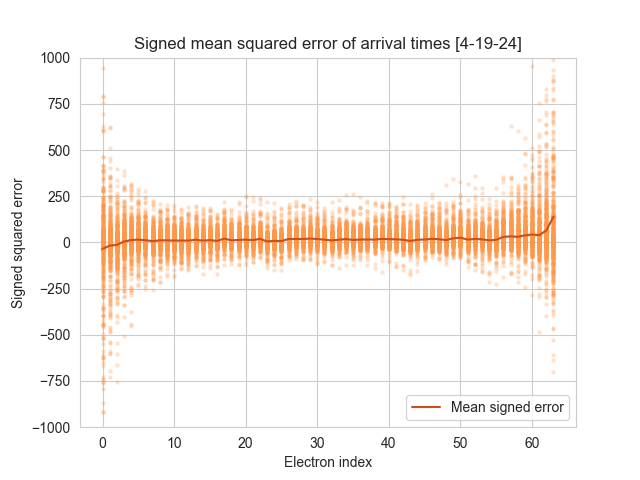 Signed mean squared error of arrival times [4-19-24]
Signed squared error
1000
750
500
250
0
−250
−500
−750
−1000
0 10 20 30 40 50 60
Electron index
Mean signed error